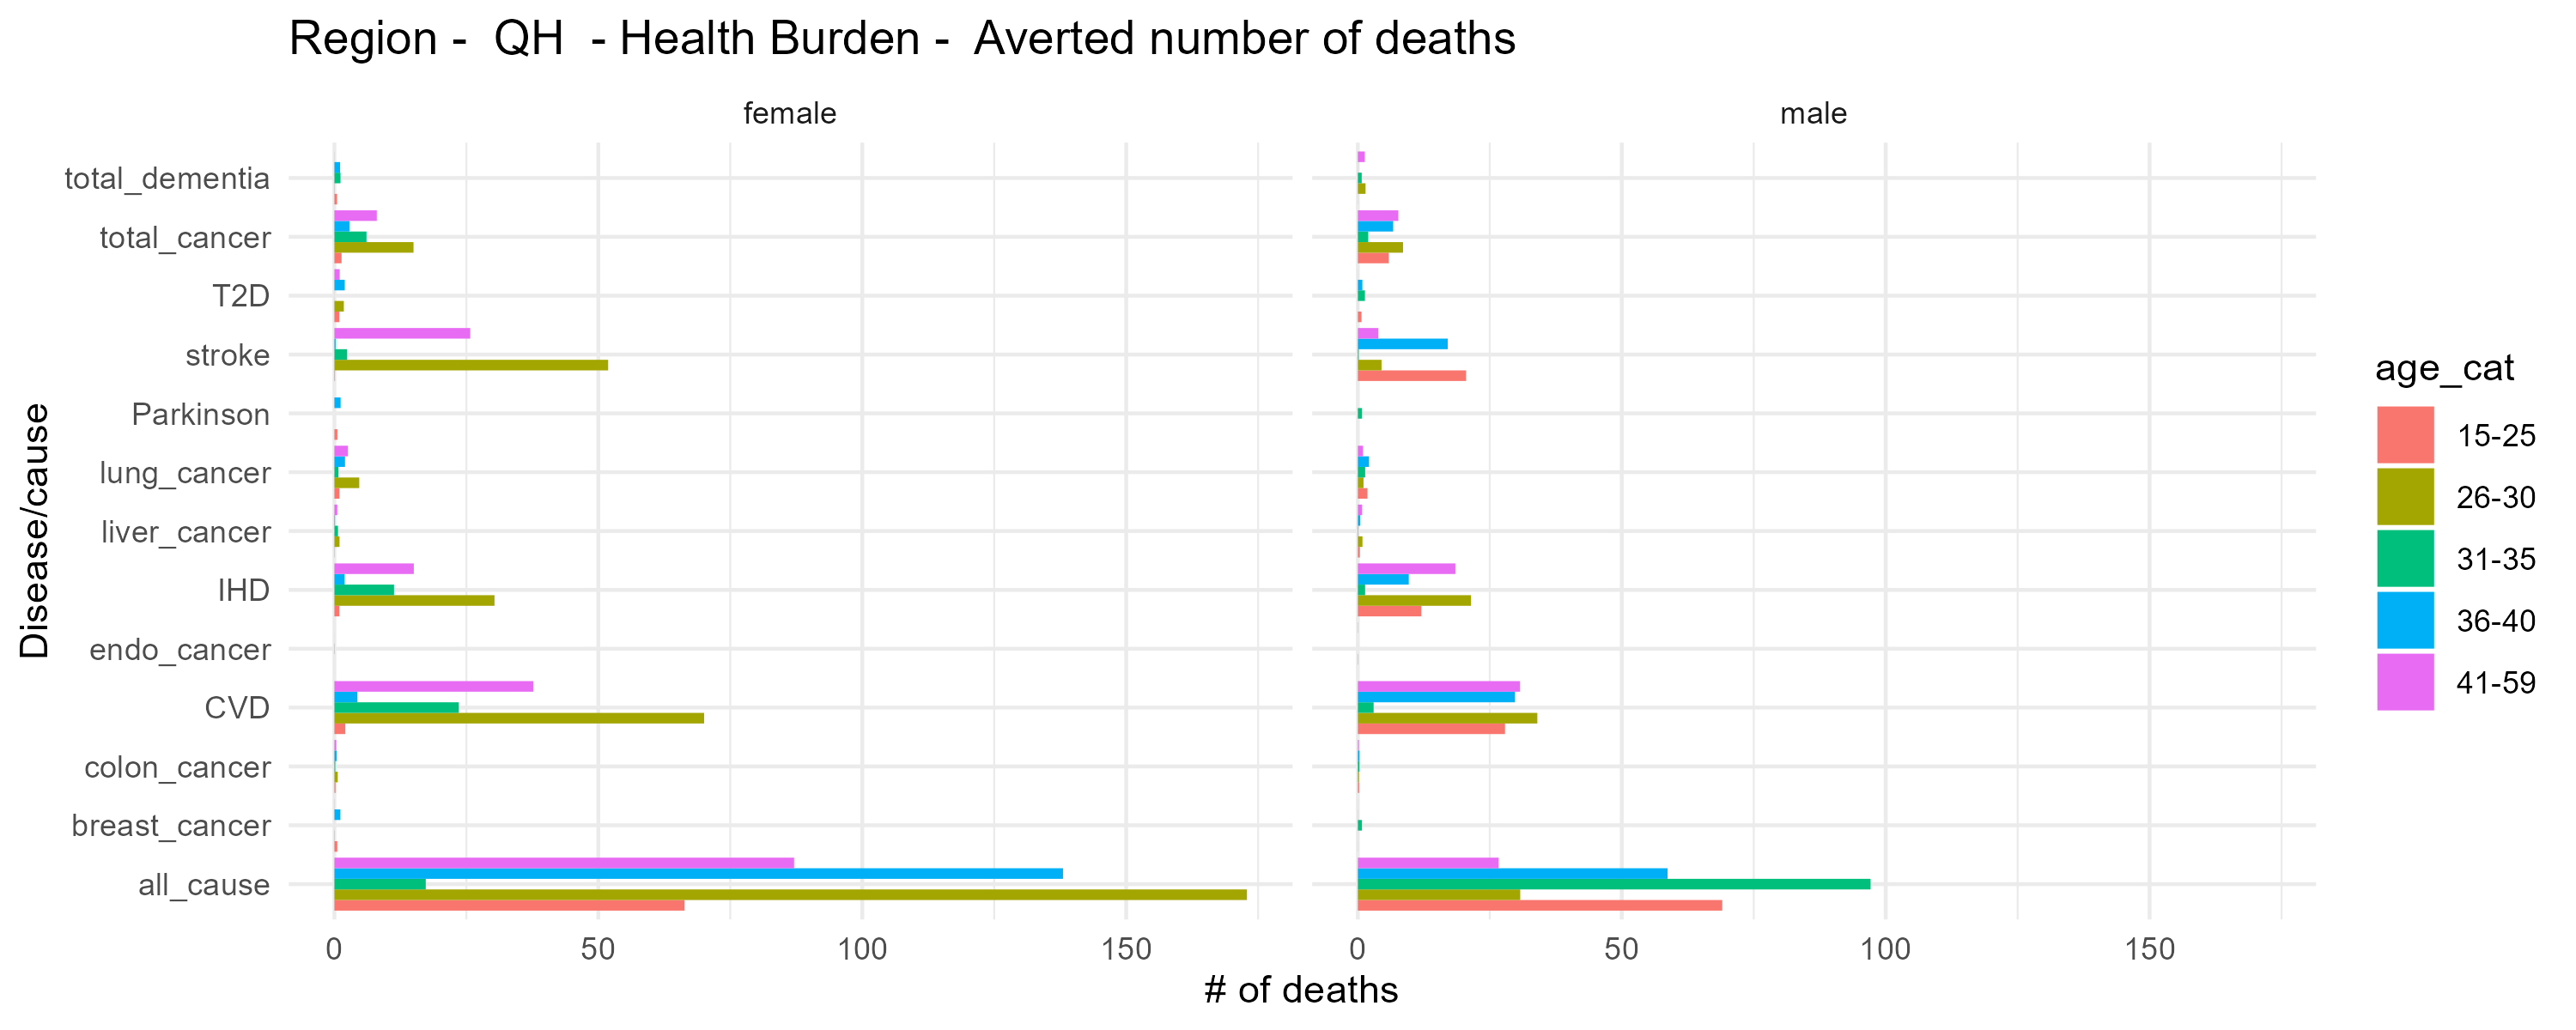 Region -  QH  - Health Burden -  Averted number of deaths
female
male
total_dementia
total_cancer
T2D
stroke
Parkinson
lung_cancer
liver_cancer
IHD
endo_cancer
CVD
colon_cancer
breast_cancer
all_cause
Disease/cause
0 50 100 150
0 50 100 150
# of deaths
age_cat
15-25
26-30
31-35
36-40
41-59